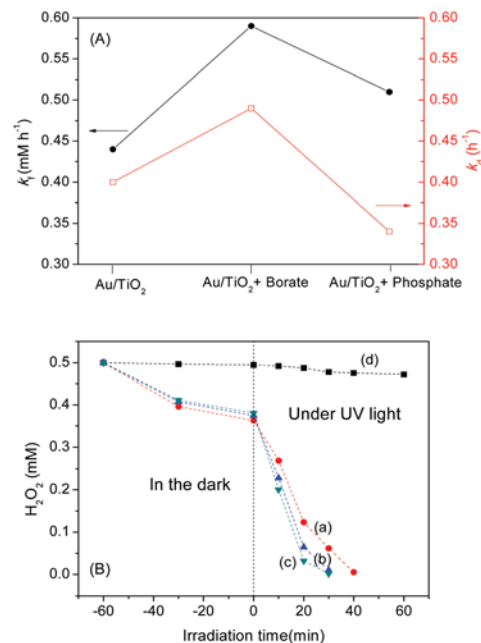 (A)
0.60
0.55
0.50
0.45
0.40
0.35
0.30
k_f (mM h⁻¹)
0.60
0.55
0.50
0.45
0.40
0.35
0.30
k_d (h⁻¹)
Au/TiO₂ Au/TiO₂+ Borate Au/TiO₂+ Phosphate
(B)
0.5
0.4
0.3
0.2
0.1
0.0
H₂O₂ (mM)
(d)
Under UV light
In the dark
(a)
(b)
(c)
-60 -40 -20 0 20 40 60
Irradiation time(min)